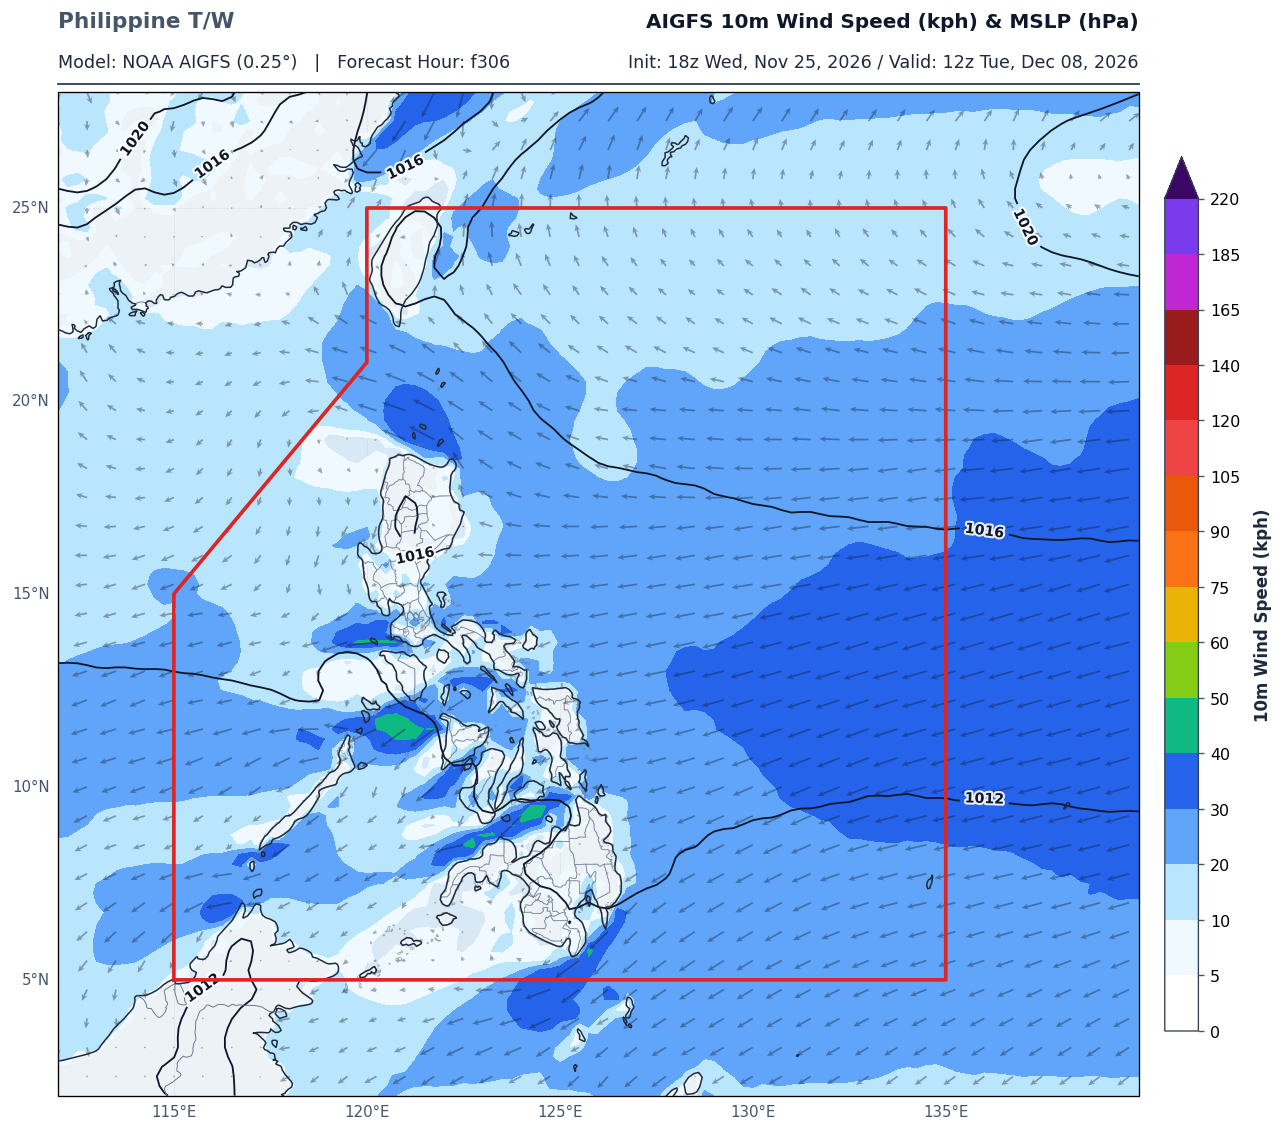 Philippine T/W
AIGFS 10m Wind Speed (kph) & MSLP (hPa)
Model: NOAA AIGFS (0.25°)   |   Forecast Hour: f306
Init: 18z Wed, Nov 25, 2026 / Valid: 12z Tue, Dec 08, 2026
1020
1016
1016
1020
1016
1016
1012
1012
25°N
20°N
15°N
10°N
5°N
115°E
120°E
125°E
130°E
135°E
220
185
165
140
120
105
90
75
60
50
40
30
20
10
5
0
10m Wind Speed (kph)